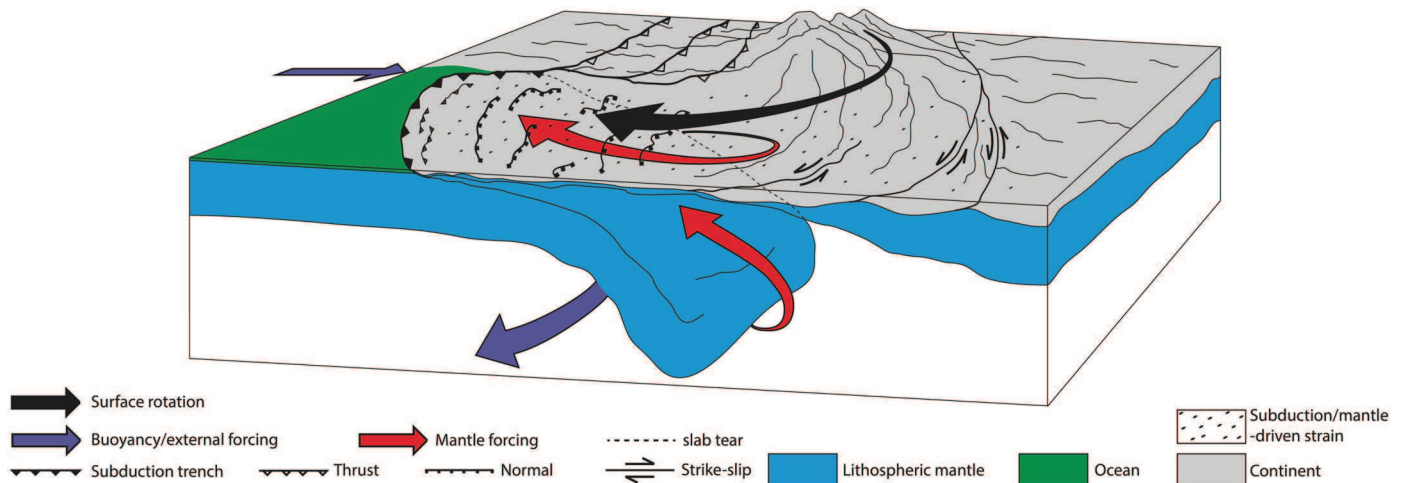 Surface rotation
Buoyancy/external forcing
Mantle forcing
slab tear
Subduction/mantle
-driven strain
Subduction trench
Thrust
Normal
Strike-slip
Lithospheric mantle
Ocean
Continent